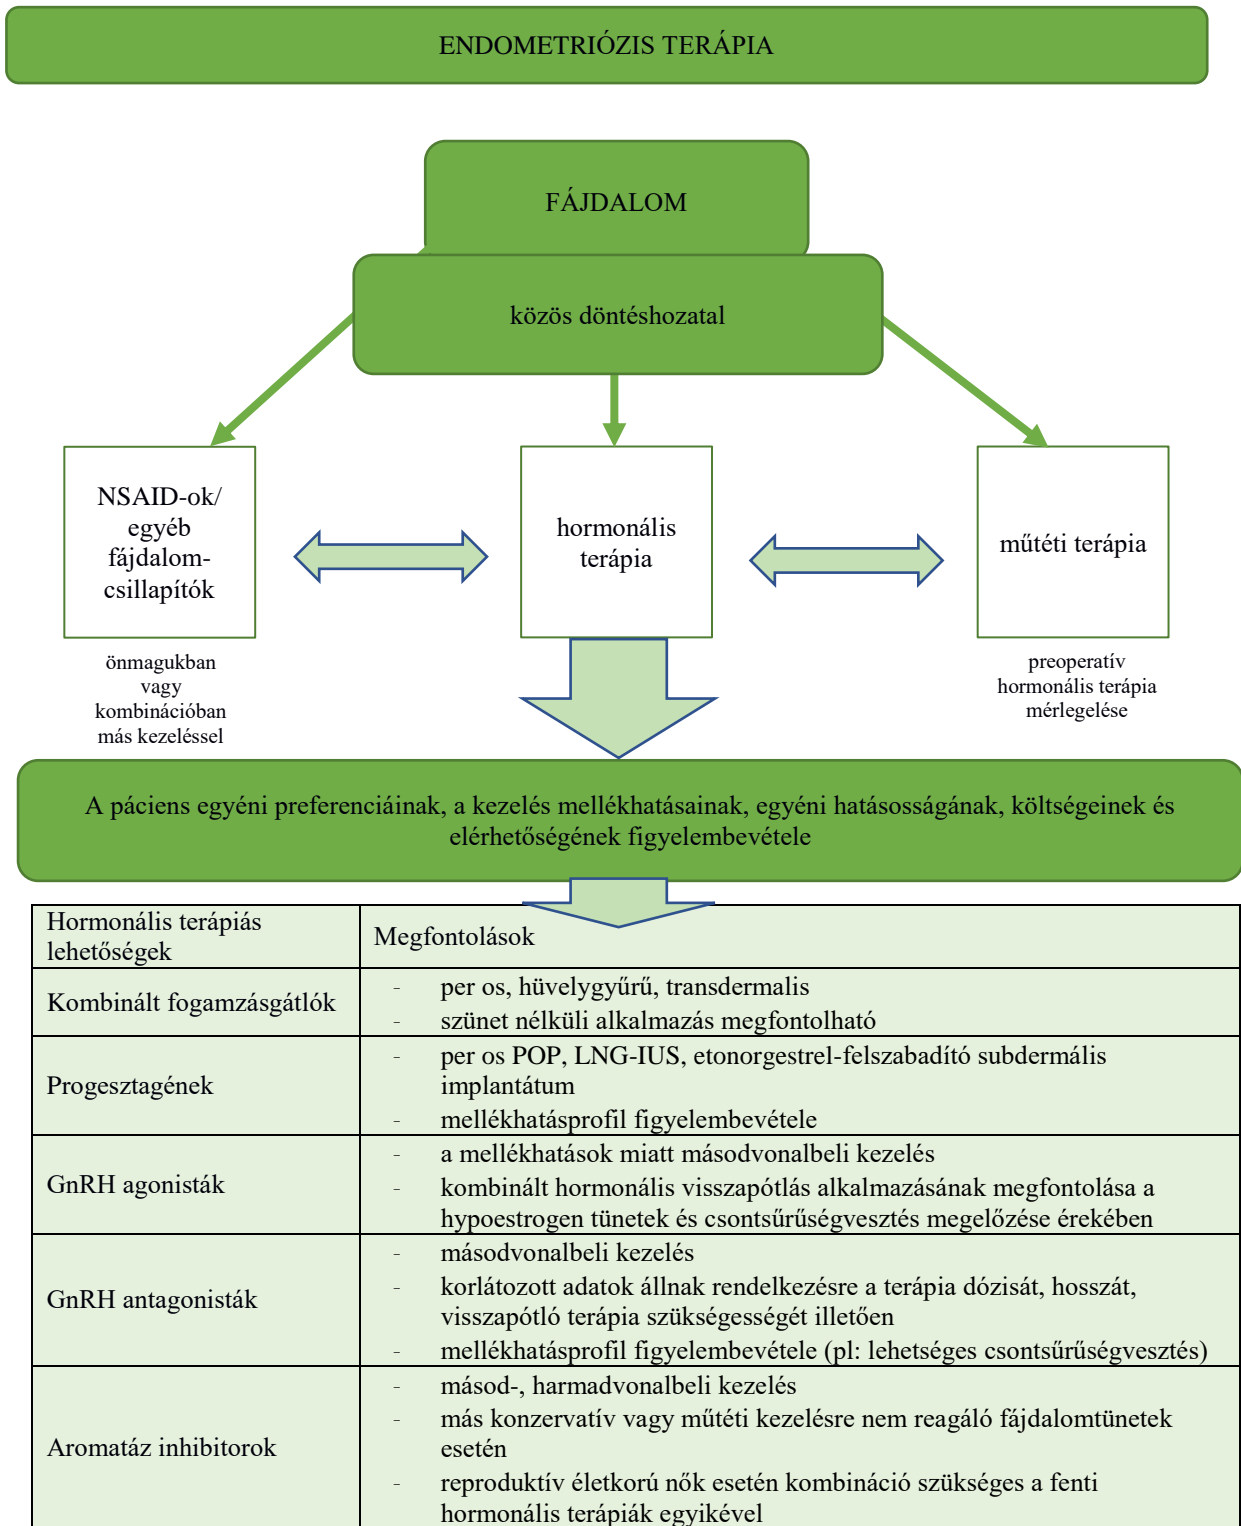 ENDOMETRIÓZIS TERÁPIA
FÁJDALOM
közös döntéshozatal
NSAID-ok/
egyéb
fájdalom-
csillapítók
hormonális
terápia
műtéti terápia
önmagukban
vagy
kombinációban
más kezeléssel
preoperatív
hormonális terápia
mérlegelése
A páciens egyéni preferenciáinak, a kezelés mellékhatásainak, egyéni hatásosságának, költségeinek és
elérhetőségének figyelembevétele
Hormonális terápiás
lehetőségek
Megfontolások
Kombinált fogamzásgátlók
- per os, hüvelygyűrű, transdermalis
- szünet nélküli alkalmazás megfontolható
Progesztagének
- per os POP, LNG-IUS, etonorgestrel-felszabadító subdermális
implantátum
- mellékhatásprofil figyelembevétele
GnRH agonisták
- a mellékhatások miatt másodvonalbeli kezelés
- kombinált hormonális visszapótlás alkalmazásának megfontolása a
hypoestrogen tünetek és csontsűrűségvesztés megelőzése érekében
GnRH antagonisták
- másodvonalbeli kezelés
- korlátozott adatok állnak rendelkezésre a terápia dózisát, hosszát,
visszapótló terápia szükségességét illetően
- mellékhatásprofil figyelembevétele (pl: lehetséges csontsűrűségvesztés)
Aromatáz inhibitorok
- másod-, harmadvonalbeli kezelés
- más konzervatív vagy műtéti kezelésre nem reagáló fájdalomtünetek
esetén
- reproduktív életkorú nők esetén kombináció szükséges a fenti
hormonális terápiák egyikével